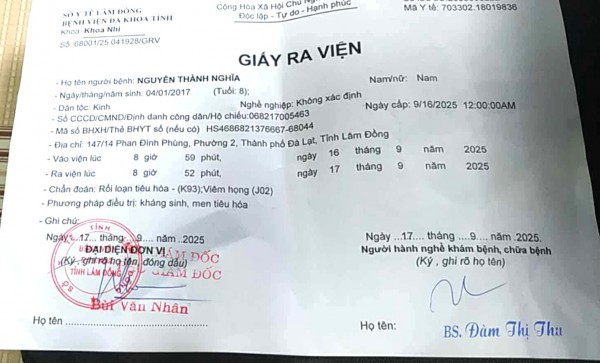 SỞ Y TẾ LÂM ĐỒNG
BỆNH VIỆN ĐA KHOA TỈNH
Khoa: Khoa Nhi
Số: 68001/25.041928/GRV
Cộng Hòa Xã Hội Chủ
Độc lập - Tự do - Hạnh phúc
Mã Y tế: 703302.18019836
GIẤY RA VIỆN
- Họ tên người bệnh: NGUYỄN THÀNH NGHĨA Nam/nữ: Nam
- Ngày/tháng/năm sinh: 04/01/2017 (Tuổi: 8);
- Dân tộc: Kinh Nghề nghiệp: Không xác định
- Số CCCD/CMND/Định danh công dân/Hộ chiếu:068217005463 Ngày cấp: 9/16/2025 12:00:00AM
- Mã số BHXH/Thẻ BHYT số (nếu có) HS4686821376667-68044
- Địa chỉ: 147/14 Phan Đình Phùng, Phường 2, Thành phố Đà Lạt, Tỉnh Lâm Đồng
- Vào viện lúc 8 giờ 59 phút, ngày 16 tháng 9 năm 2025
- Ra viện lúc 8 giờ 52 phút, ngày 17 tháng 9 năm 2025
- Chẩn đoán: Rối loạn tiêu hóa - (K93);Viêm họng (J02)
- Phương pháp điều trị: kháng sinh, men tiêu hóa
- Ghi chú:
Ngày..17... tháng...9.... năm ..2025
ĐẠI DIỆN ĐƠN VỊ
(Ký , ghi rõ họ tên, đóng dấu)
GIÁM ĐỐC
TỈNH
TỈNH LÂM ĐỒNG
Bùi Văn Nhân
Họ tên
Ngày...17.....tháng ....9.... năm ..2025
Người hành nghề khám bệnh, chữa bệnh
(Ký , ghi rõ họ tên)
Họ tên: BS. Đàm Thị Thu